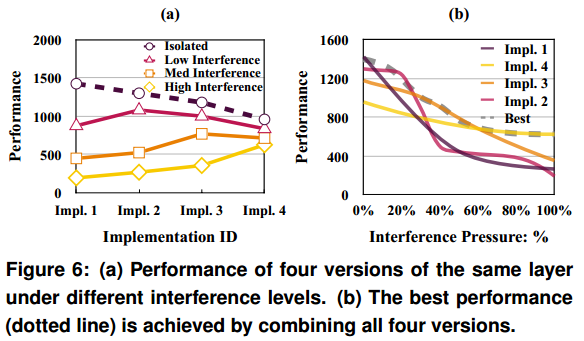 (a)
2000
1500
1000
500
0
Performance
Isolated
Low Interference
Med Interference
High Interference
Impl. 1 Impl. 2 Impl. 3 Impl. 4
Implementation ID
(b)
1600
1200
800
400
0
Performance
Impl. 1
Impl. 4
Impl. 3
Impl. 2
Best
0% 20% 40% 60% 80% 100%
Interference Pressure: %
Figure 6: (a) Performance of four versions of the same layer
under different interference levels. (b) The best performance
(dotted line) is achieved by combining all four versions.